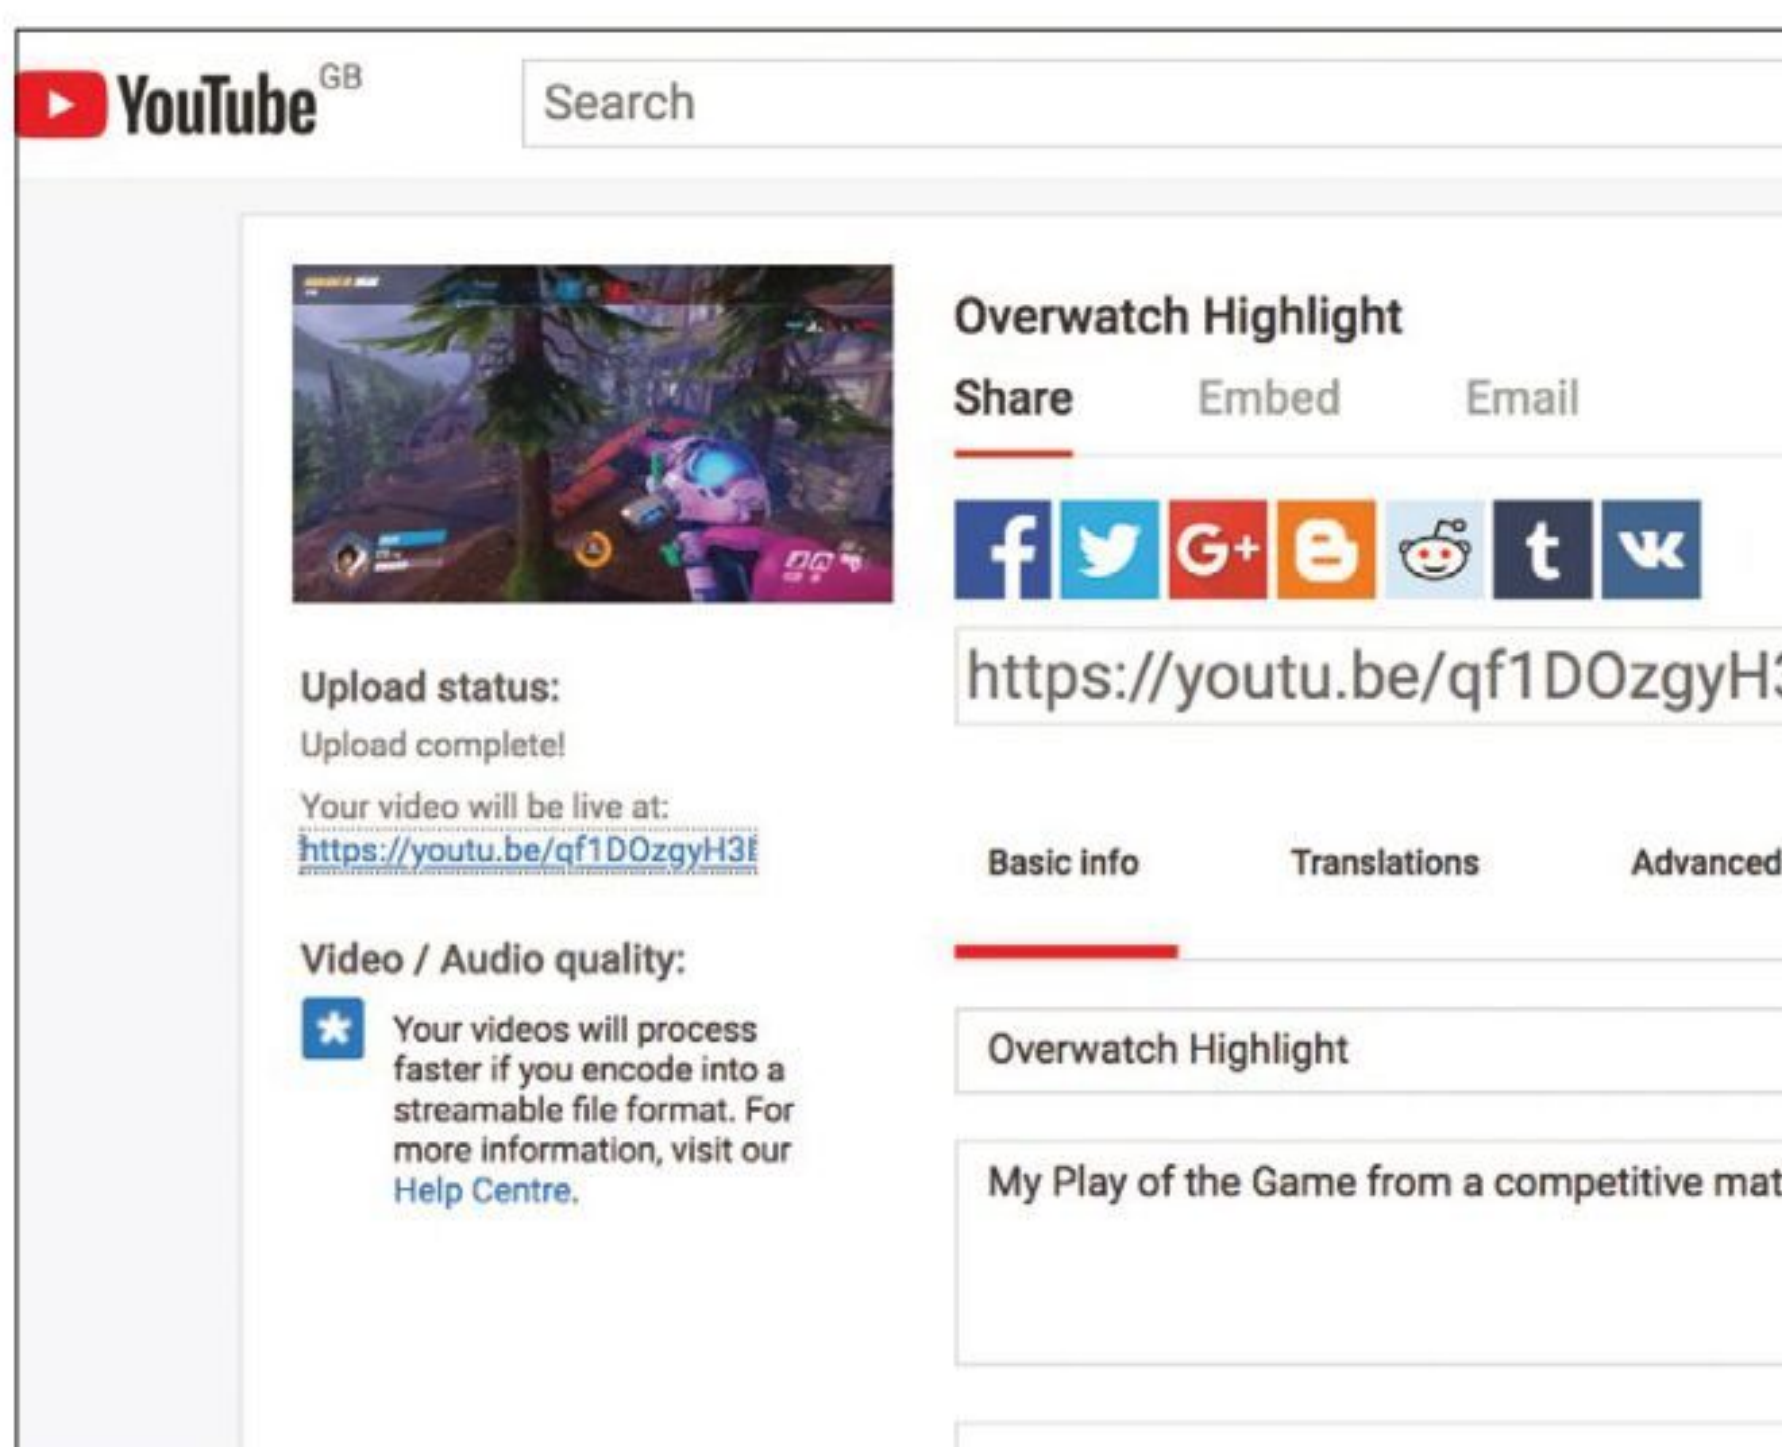 YouTube GB
Search
Overwatch Highlight
Share Embed Email
https://youtu.be/qf1DOzgyH3
Upload status:
Upload complete!
Your video will be live at:
https://youtu.be/qf1DOzgyH3
Basic info Translations Advanced
Video / Audio quality:
Your videos will process
faster if you encode into a
streamable file format. For
more information, visit our
Help Centre.
Overwatch Highlight
My Play of the Game from a competitive mat